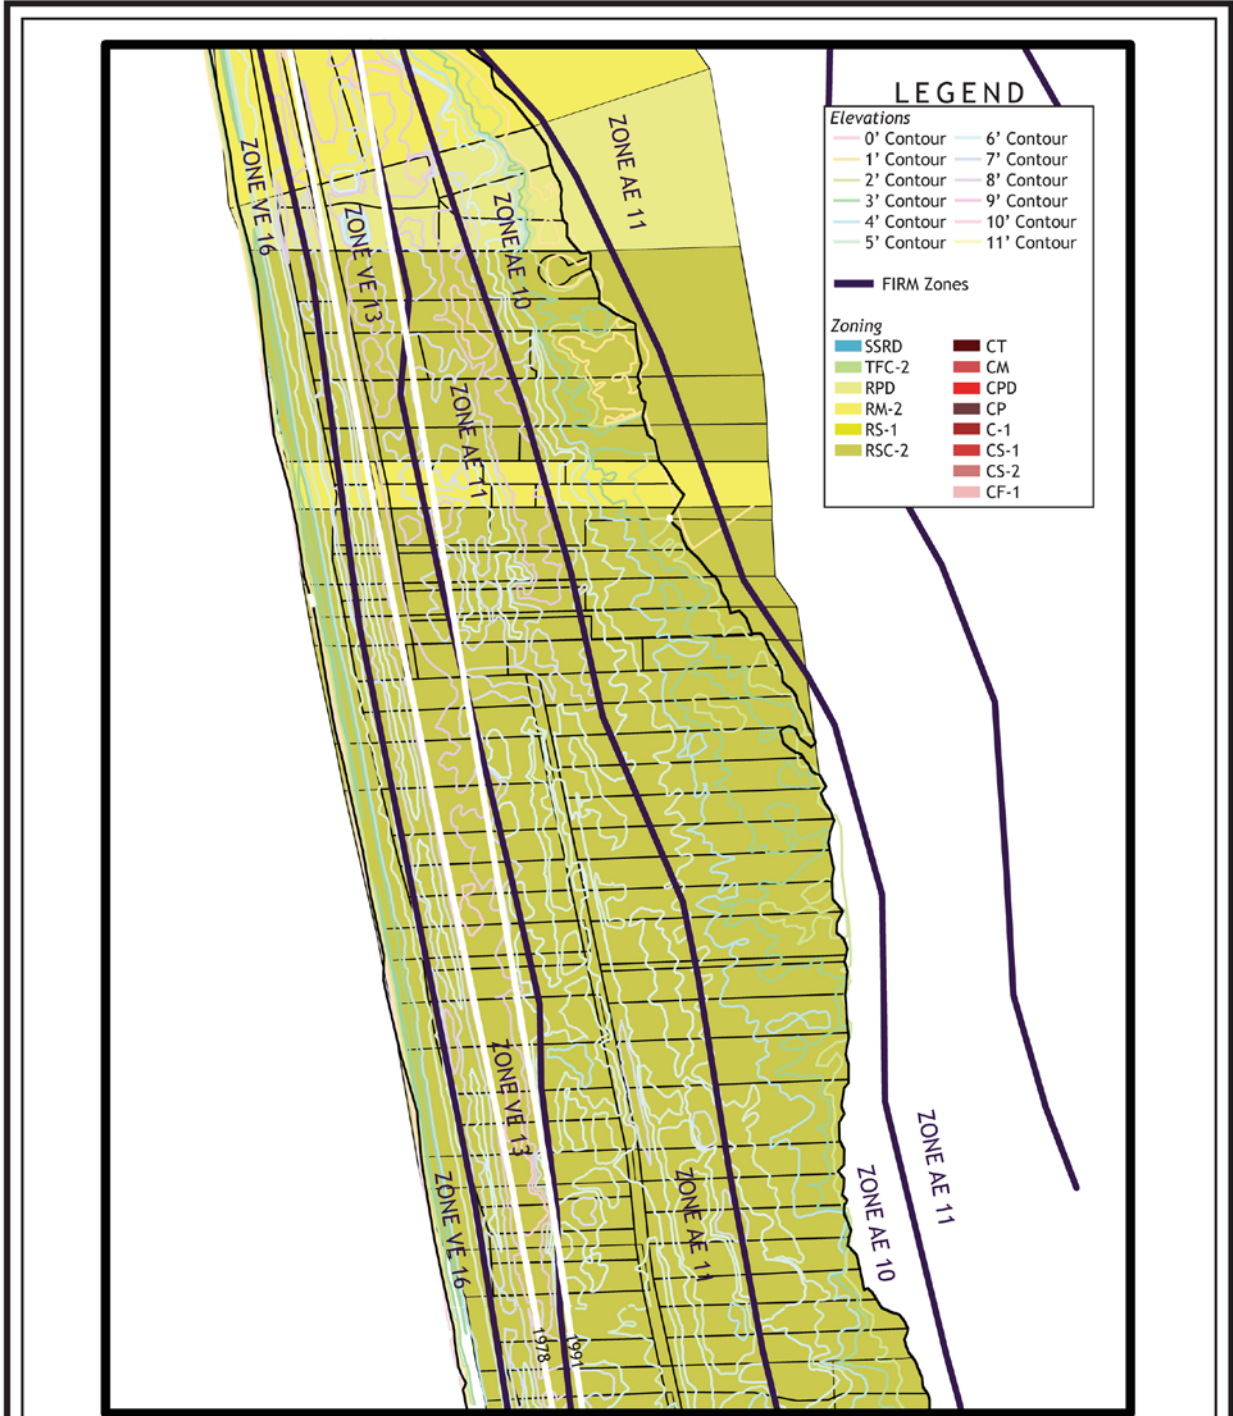 LEGEND
Elevations
0' Contour
6' Contour
1' Contour
7' Contour
2' Contour
8' Contour
3' Contour
9' Contour
4' Contour
10' Contour
5' Contour
11' Contour
FIRM Zones
Zoning
SSRD
CT
TFC-2
CM
RPD
CPD
RM-2
CP
RS-1
C-1
RSC-2
CS-1
CS-2
CF-1
ZONE AE 11
ZONE VE 16
ZONE VE 13
ZONE AE 10
ZONE AE 11
ZONE VE 13
ZONE AE 11
ZONE VE 16
ZONE AE 11
ZONE AE 10
1978
1991